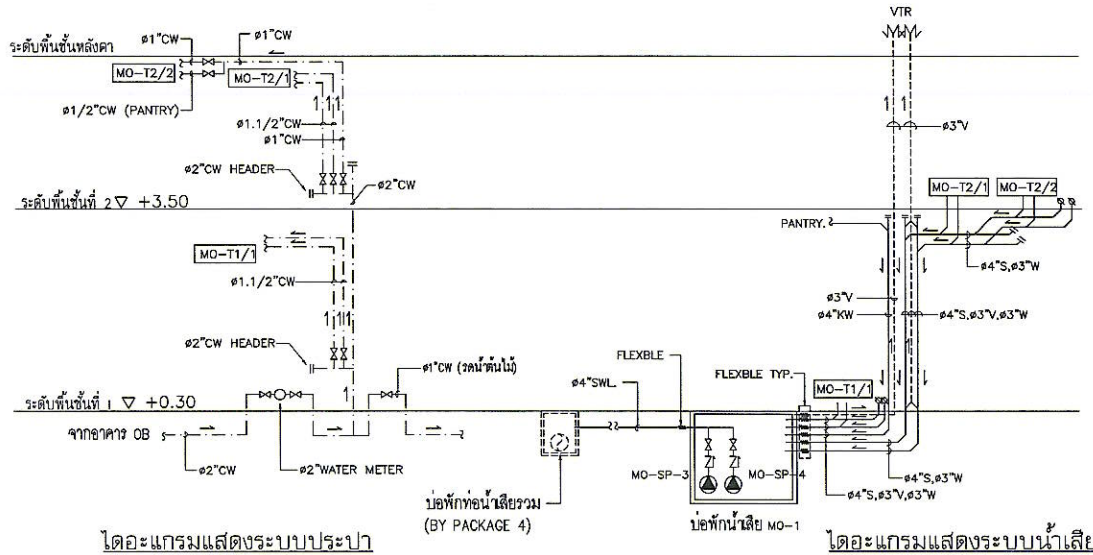 VTR
ระดับพื้นชั้นหลังคา
ø1"CW
ø1"CW
MO-T2/2
MO-T2/1
ø1/2"CW (PANTRY)
ø1.1/2"CW
ø1"CW
ø3"V
ø2"CW HEADER
ø2"CW
ระดับพื้นชั้นที่ 2 ▽ +3.50
MO-T2/1
MO-T2/2
PANTRY.
MO-T1/1
ø4"S,ø3"W
ø1.1/2"CW
ø3"V
ø4"KW
ø4"S,ø3"V,ø3"W
ø2"CW HEADER
ø1"CW (รดน้ำต้นไม้)
FLEXBLE
ø4"SWL.
FLEXBLE TYP.
MO-T1/1
ระดับพื้นชั้นที่ 1 ▽ +0.30
จากอาคาร OB
ø2"CW
ø2"WATER METER
MO-SP-3
MO-SP-4
ø4"S,ø3"W
ø4"S,ø3"V,ø3"W
บ่อพักท่อน้ำเสียรวม
(BY PACKAGE 4)
บ่อพักน้ำเสีย MO-1
ไดอะแกรมแสดงระบบประปา
ไดอะแกรมแสดงระบบน้ำเสีย